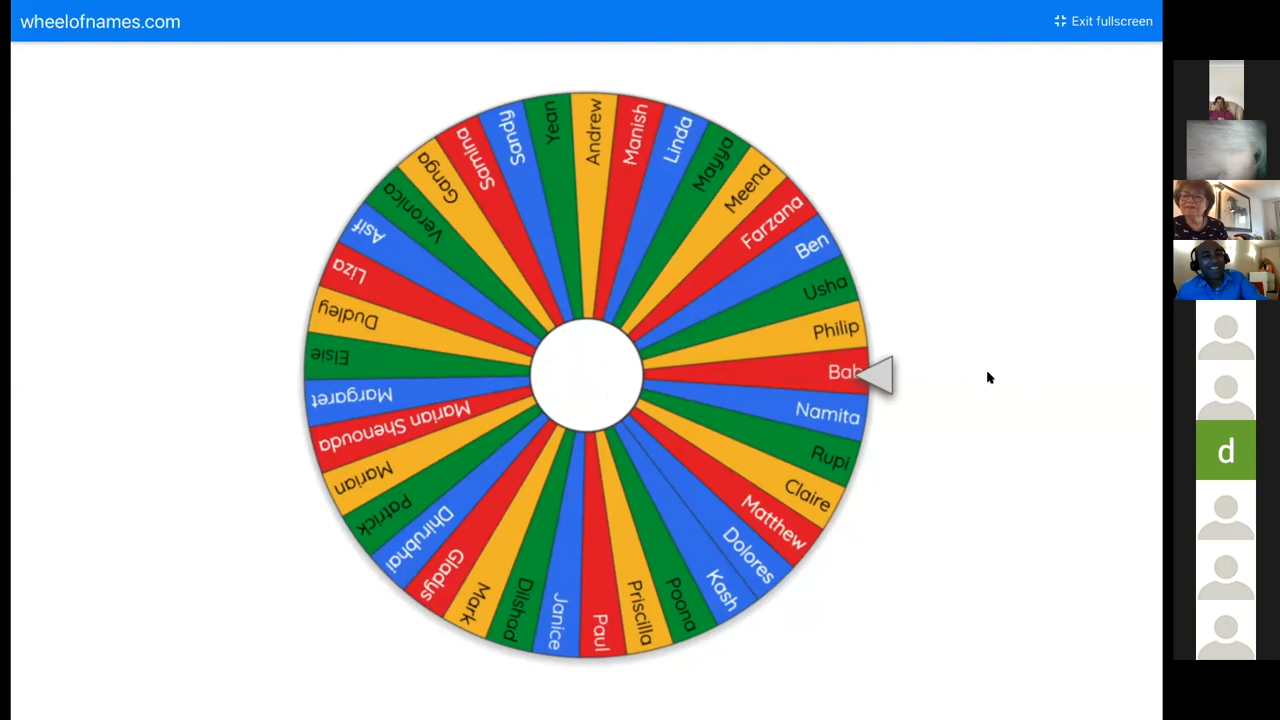 wheelofnames.com
Exit fullscreen
Andrew
Manish
Linda
Mayya
Meena
Farzana
Ben
Usha
Philip
Namita
Rupi
Claire
Matthew
Dolores
Kash
Poona
Priscilla
Paul
Janice
Dilshad
Mark
Gladys
Dhirubhai
Patrick
Marian
Marian Shenouda
Margaret
Elsie
Dudley
Liza
Asif
Veronica
Ganga
Samina
Sandy
Yean
d